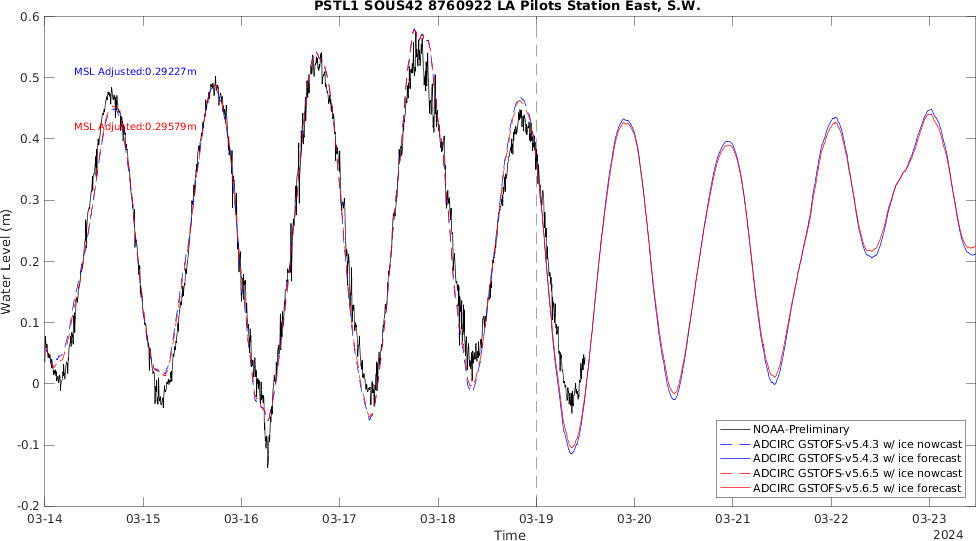 PSTL1 SOUS42 8760922 LA Pilots Station East, S.W.
0.6
0.5
0.4
0.3
0.2
0.1
0
-0.1
-0.2
Water Level (m)
MSL Adjusted:0.29227m
MSL Adjusted:0.29579m
NOAA-Preliminary
ADCIRC GSTOFS-v5.4.3 w/ ice nowcast
ADCIRC GSTOFS-v5.4.3 w/ ice forecast
ADCIRC GSTOFS-v5.6.5 w/ ice nowcast
ADCIRC GSTOFS-v5.6.5 w/ ice forecast
03-14 03-15 03-16 03-17 03-18 03-19 03-20 03-21 03-22 03-23
Time
2024